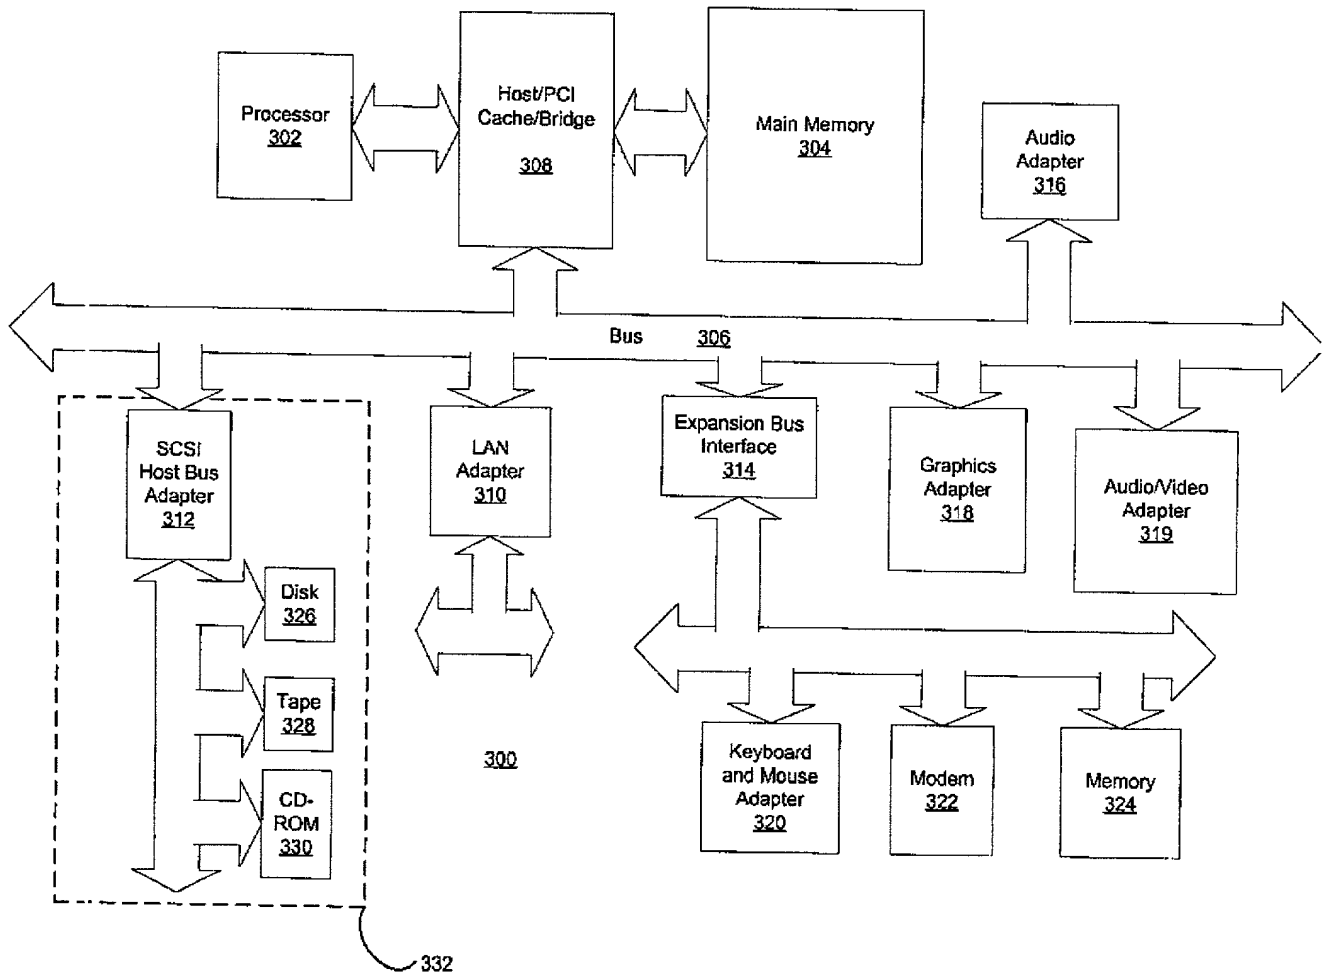 Processor
302
Host/PCI
Cache/Bridge
308
Main Memory
304
Audio
Adapter
316
Bus 306
SCSI
Host Bus
Adapter
312
LAN
Adapter
310
Expansion Bus
Interface
314
Graphics
Adapter
318
Audio/Video
Adapter
319
Disk
326
Tape
328
CD-
ROM
330
300
Keyboard
and Mouse
Adapter
320
Modem
322
Memory
324
332